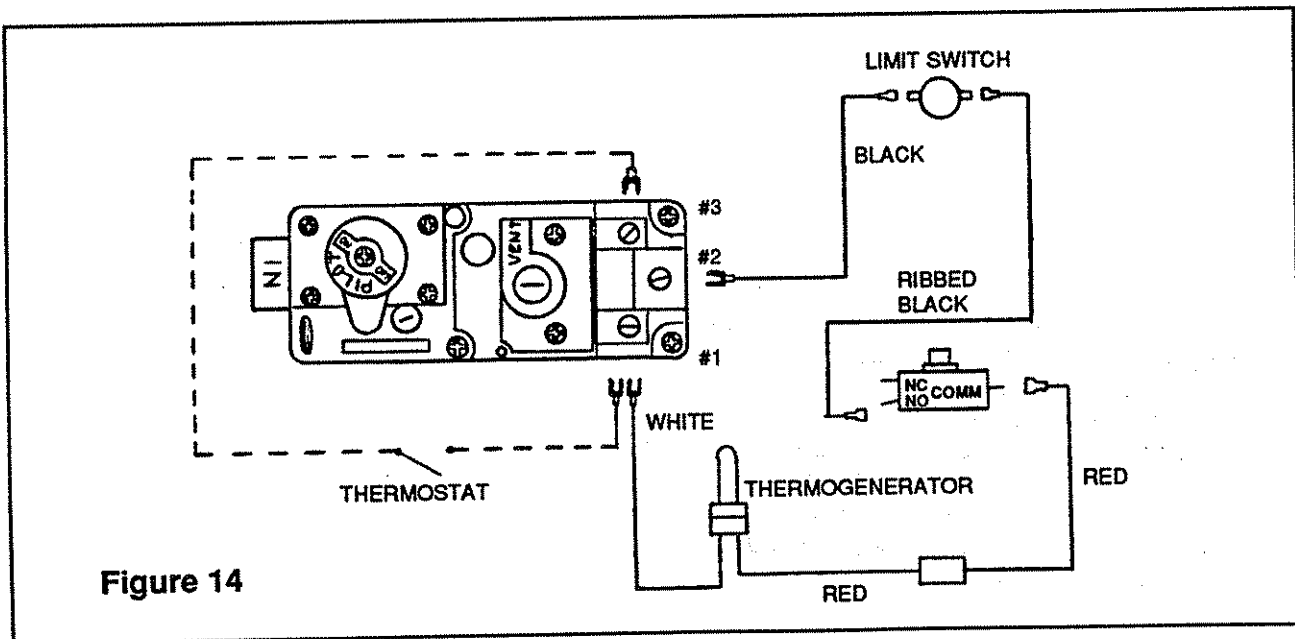 LIMIT SWITCH
BLACK
#3
VENT
#2
IN
PILOT
RIBBED
BLACK
#1
NC
COMM
NO
WHITE
THERMOSTAT
THERMOGENERATOR
RED
RED
Figure 14